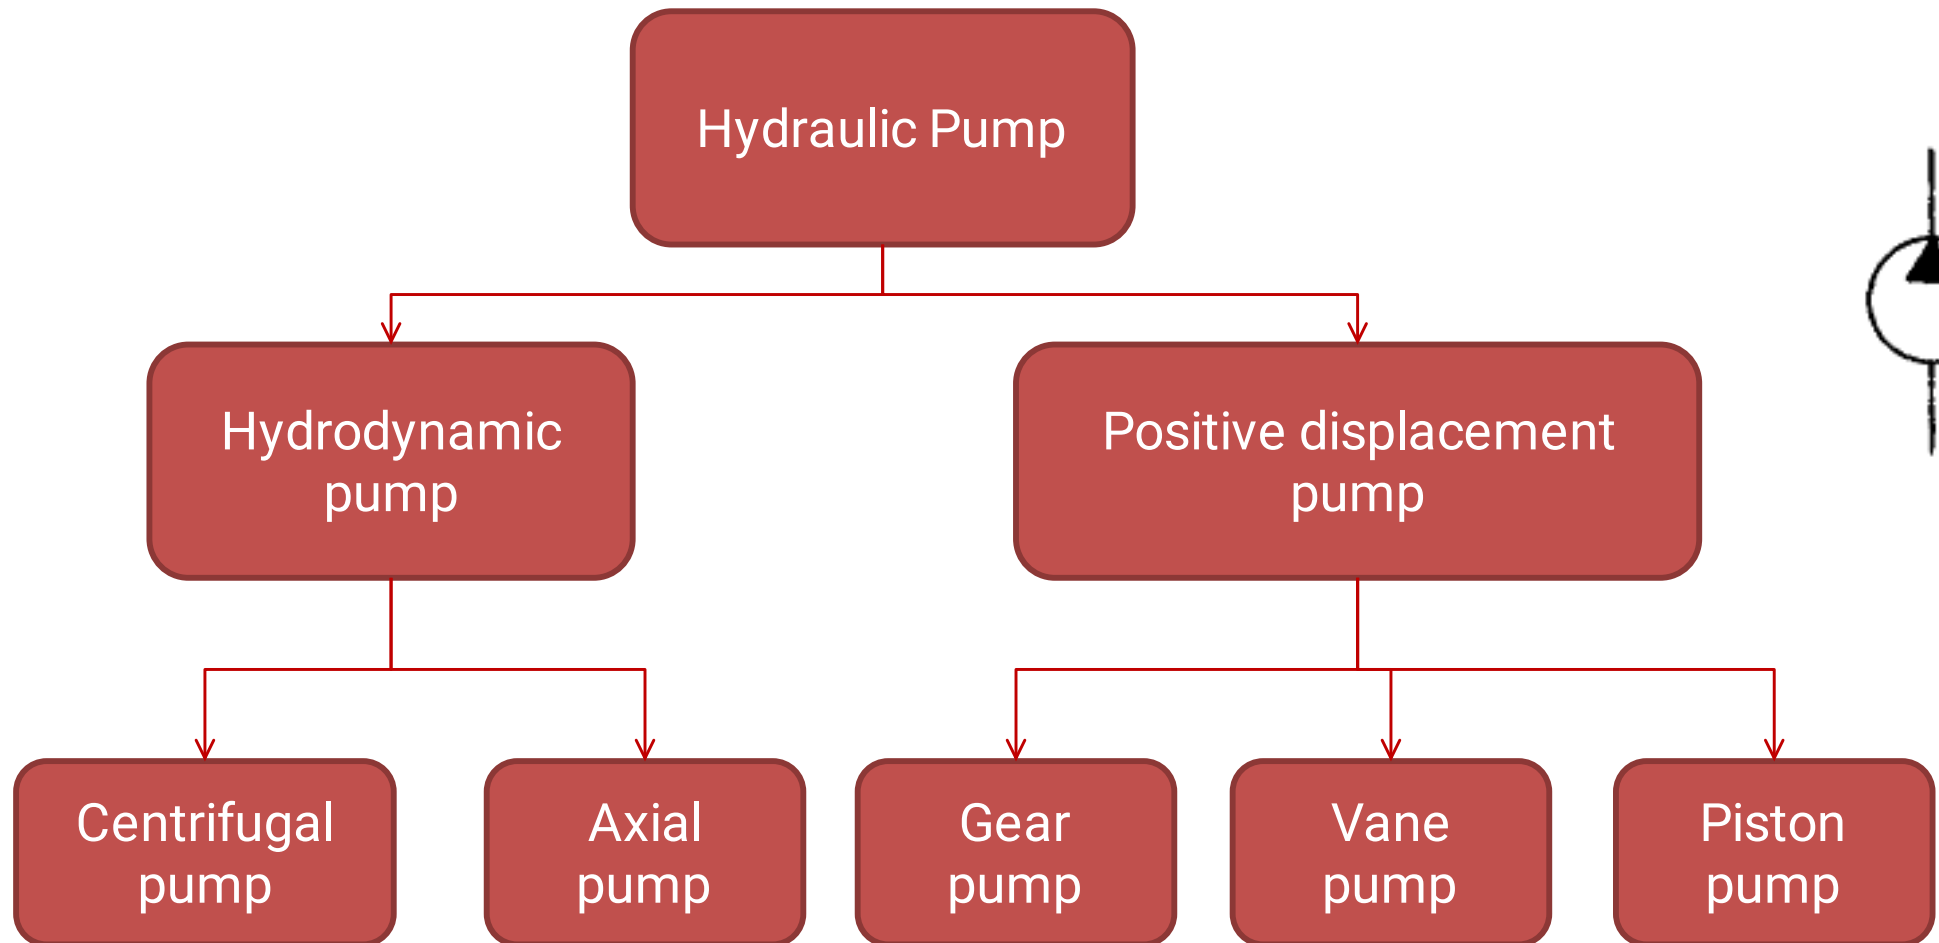 Hydraulic Pump
Hydrodynamic
pump
Positive displacement
pump
Centrifugal
pump
Axial
pump
Gear
pump
Vane
pump
Piston
pump